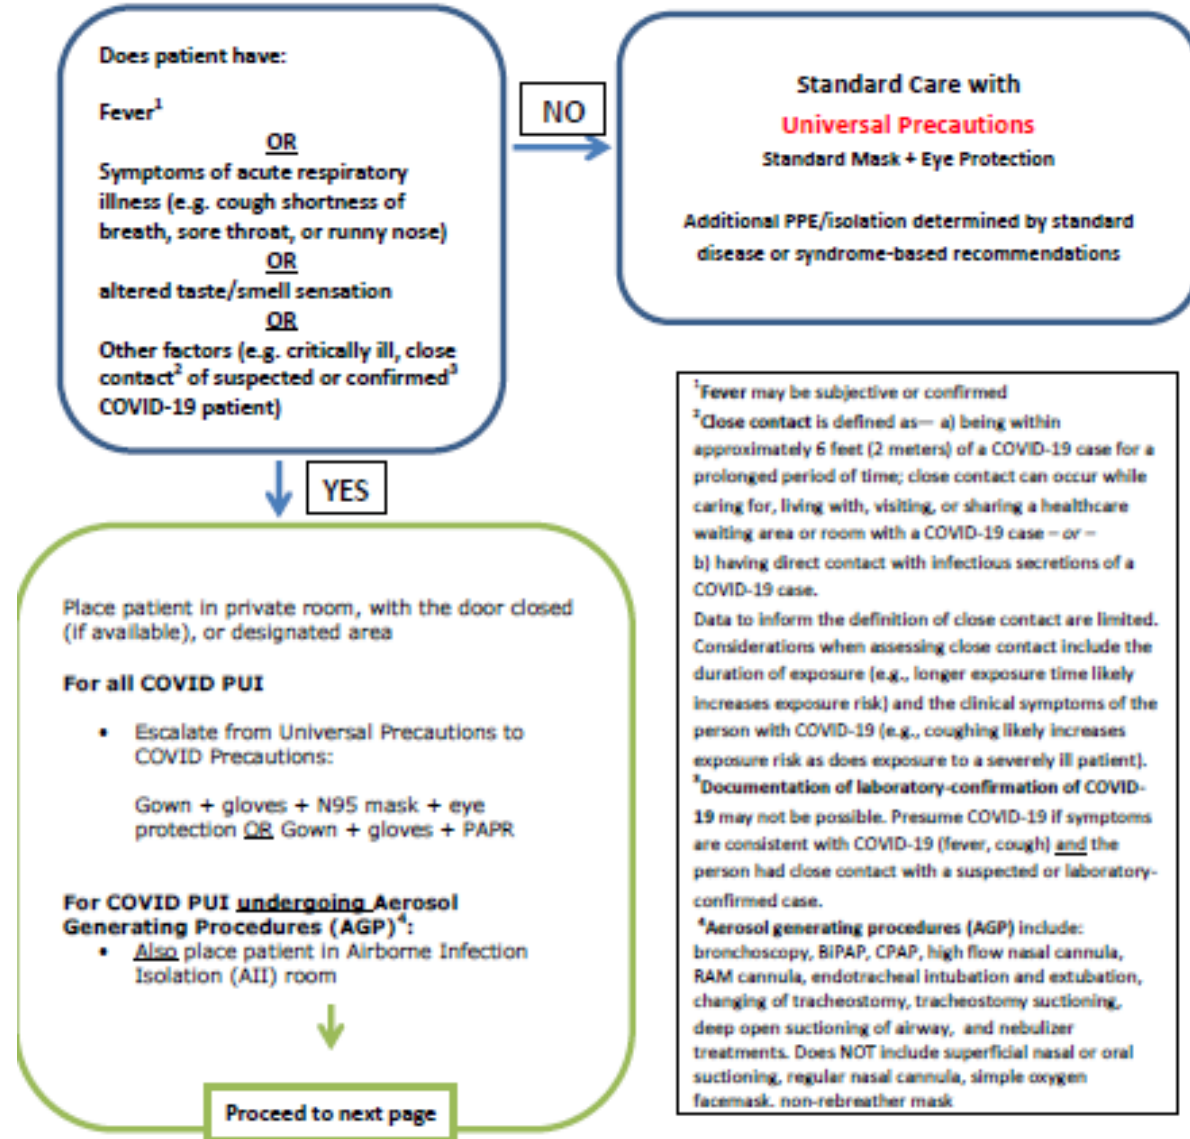 Does patient have:
Fever¹
OR
Symptoms of acute respiratory
illness (e.g. cough shortness of
breath, sore throat, or runny nose)
OR
altered taste/smell sensation
OR
Other factors (e.g. critically ill, close
contact² of suspected or confirmed³
COVID-19 patient)
NO
Standard Care with
Universal Precautions
Standard Mask + Eye Protection
Additional PPE/isolation determined by standard
disease or syndrome-based recommendations
YES
Place patient in private room, with the door closed
(if available), or designated area
For all COVID PUI
• Escalate from Universal Precautions to
COVID Precautions:
Gown + gloves + N95 mask + eye
protection OR Gown + gloves + PAPR
For COVID PUI undergoing Aerosol
Generating Procedures (AGP)⁴:
• Also place patient in Airborne Infection
Isolation (AII) room
Proceed to next page
¹Fever may be subjective or confirmed
²Close contact is defined as— a) being within
approximately 6 feet (2 meters) of a COVID-19 case for a
prolonged period of time; close contact can occur while
caring for, living with, visiting, or sharing a healthcare
waiting area or room with a COVID-19 case – or –
b) having direct contact with infectious secretions of a
COVID-19 case.
Data to inform the definition of close contact are limited.
Considerations when assessing close contact include the
duration of exposure (e.g., longer exposure time likely
increases exposure risk) and the clinical symptoms of the
person with COVID-19 (e.g., coughing likely increases
exposure risk as does exposure to a severely ill patient).
³Documentation of laboratory-confirmation of COVID-
19 may not be possible. Presume COVID-19 if symptoms
are consistent with COVID-19 (fever, cough) and the
person had close contact with a suspected or laboratory-
confirmed case.
⁴Aerosol generating procedures (AGP) include:
bronchoscopy, BiPAP, CPAP, high flow nasal cannula,
RAM cannula, endotracheal intubation and extubation,
changing of tracheostomy, tracheostomy suctioning,
deep open suctioning of airway, and nebulizer
treatments. Does NOT include superficial nasal or oral
suctioning, regular nasal cannula, simple oxygen
facemask. non-rebreather mask